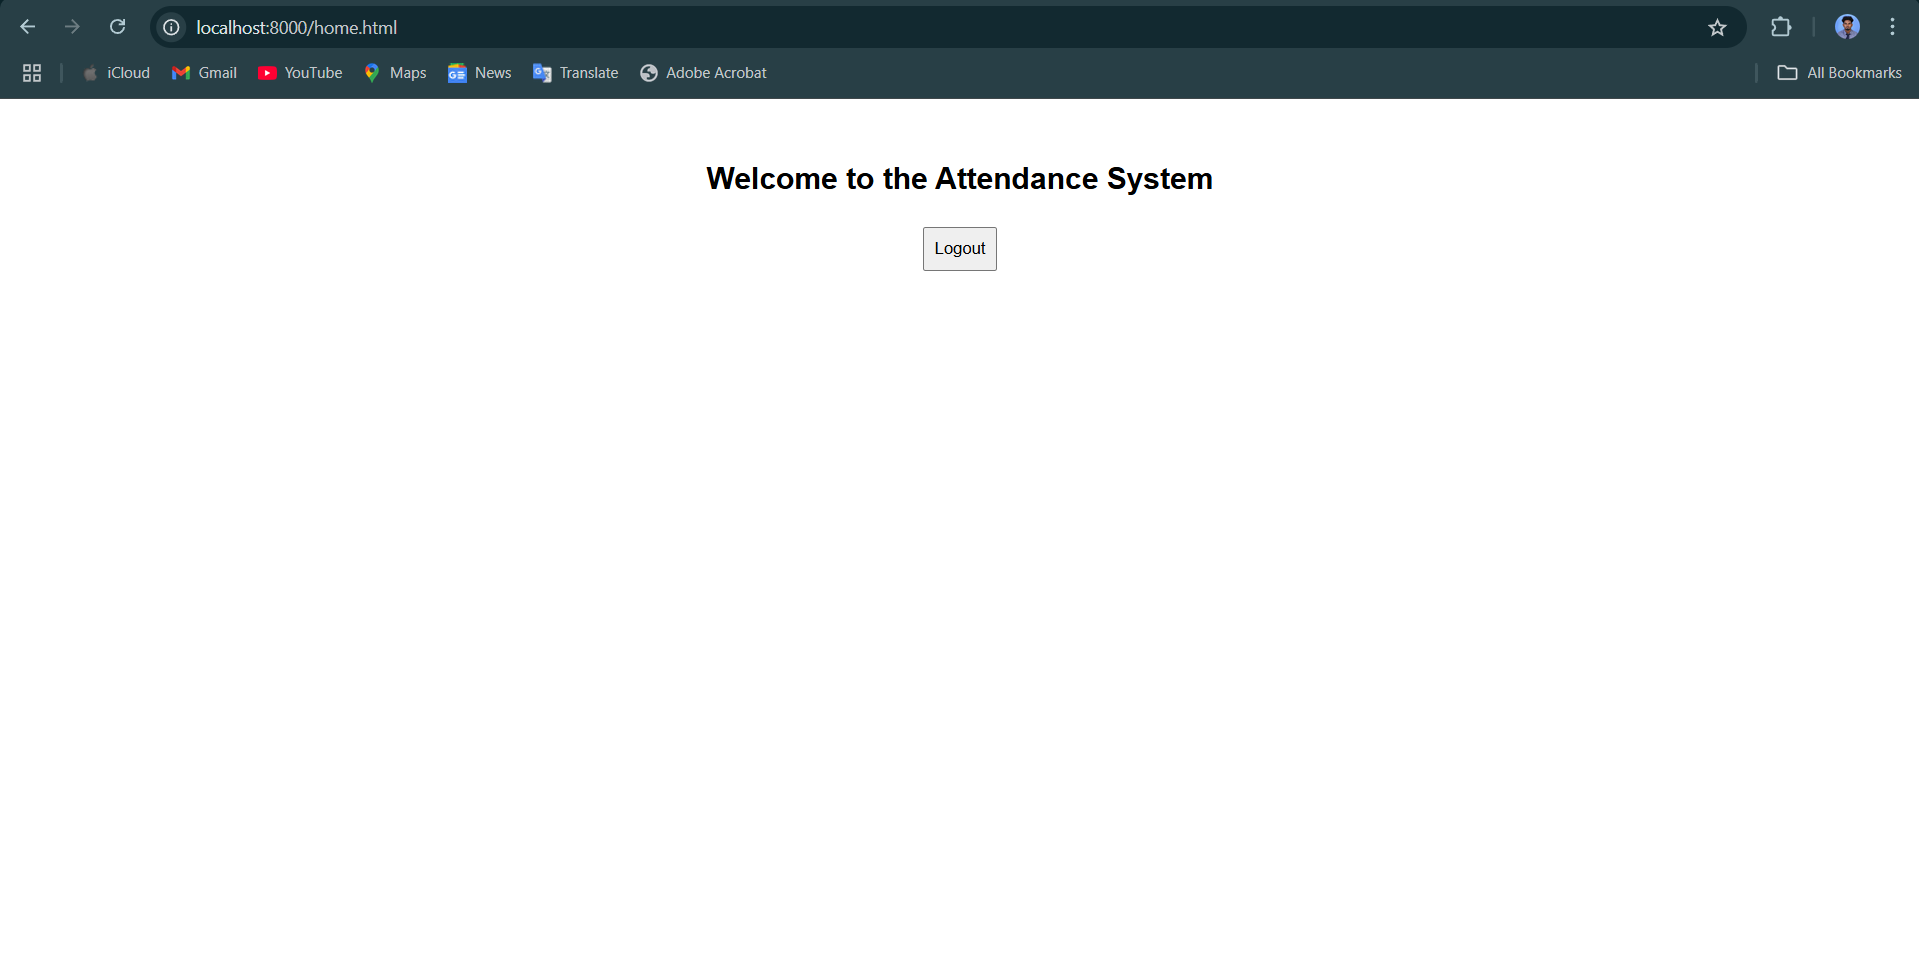 localhost:8000/home.html
iCloud Gmail YouTube Maps News Translate Adobe Acrobat All Bookmarks
Welcome to the Attendance System
Logout